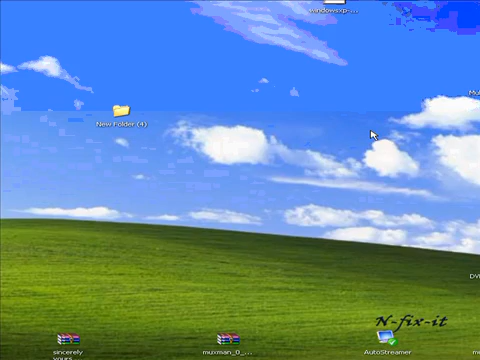 windowsxp-...
New Folder (4)
N-fix-it
sincerely
yours...
muxman_0_...
AutoStreamer